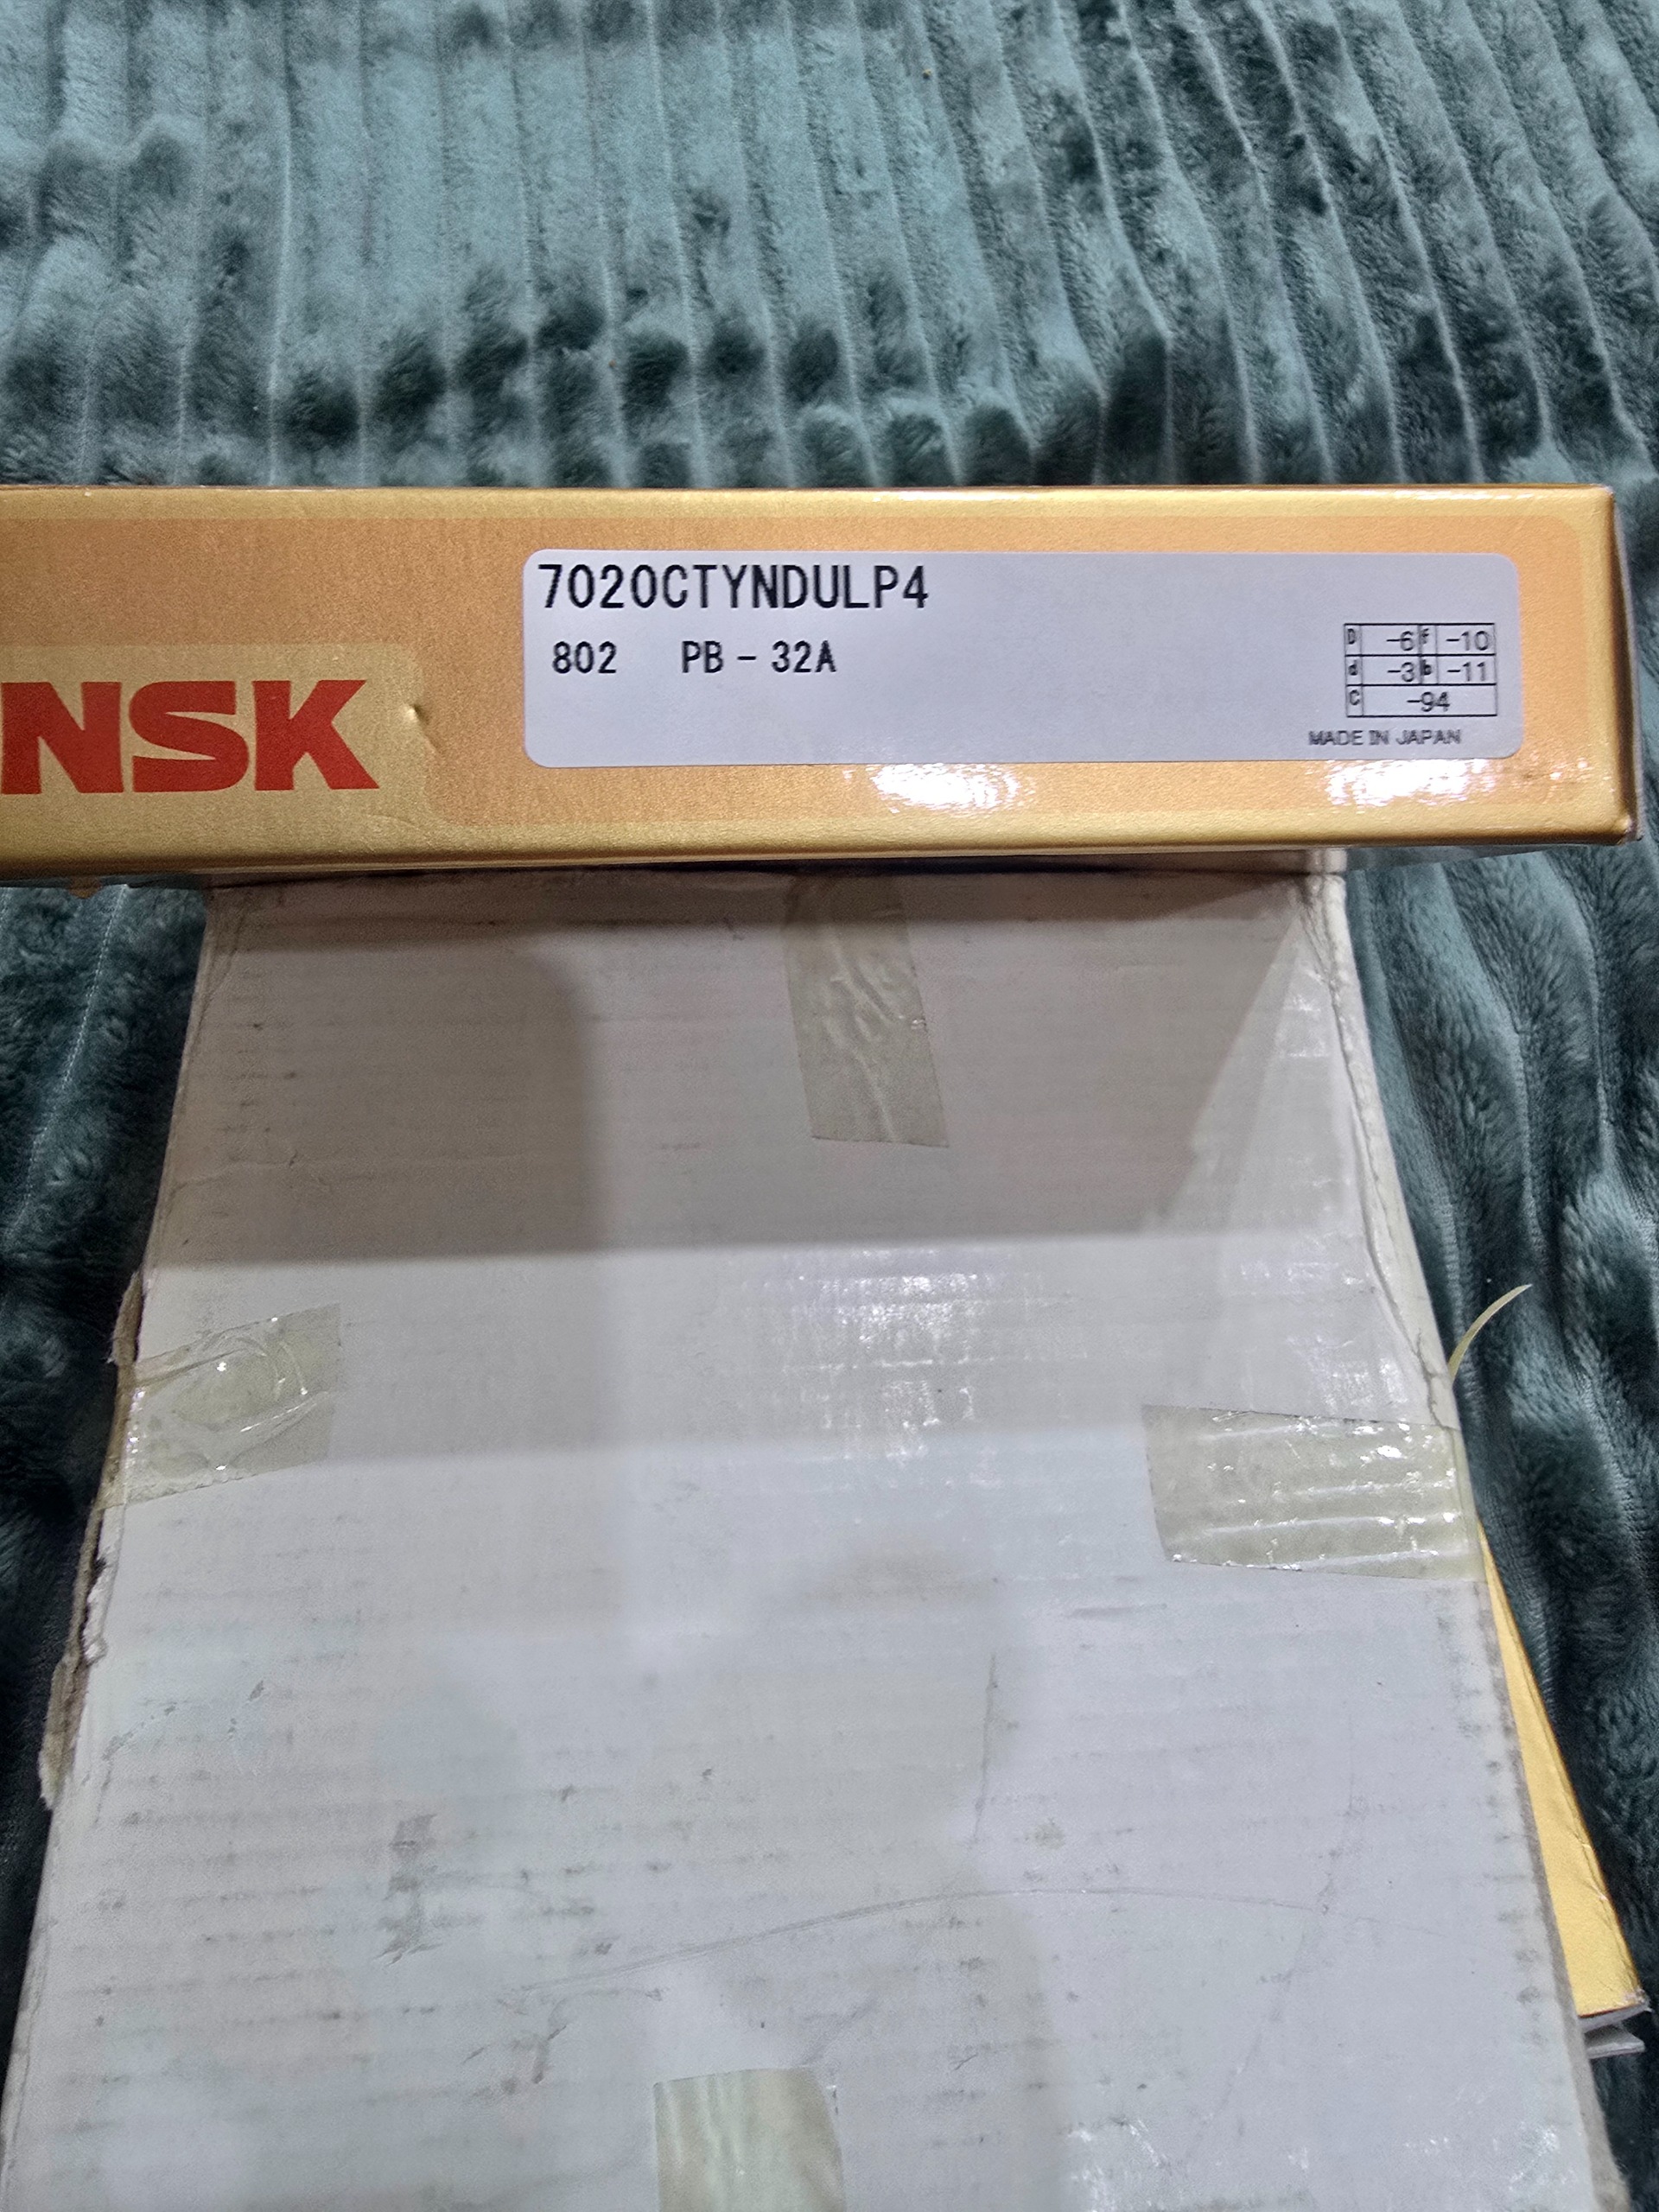 7020CTYNDULP4
802 PB - 32A
NSK
D -6 f -10
d -3 b -11
C -94
MADE IN JAPAN